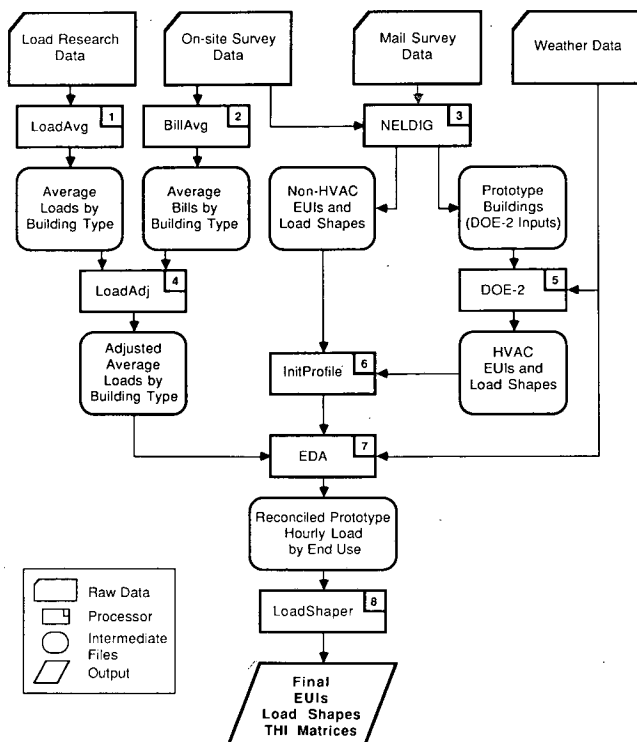 Load Research
Data
On-site Survey
Data
Mail Survey
Data
Weather Data
1
LoadAvg
2
BillAvg
3
NELDIG
Average
Loads by
Building Type
Average
Bills by
Building Type
Non-HVAC
EUIs and
Load Shapes
Prototype
Buildings
(DOE-2 Inputs)
4
LoadAdj
5
DOE-2
Adjusted
Average
Loads by
Building Type
6
InitProfile
HVAC
EUIs and
Load Shapes
7
EDA
Reconciled Prototype
Hourly Load
by End Use
8
LoadShaper
Raw Data
Processor
Intermediate
Files
Output
Final
EUIs
Load Shapes
THI Matrices